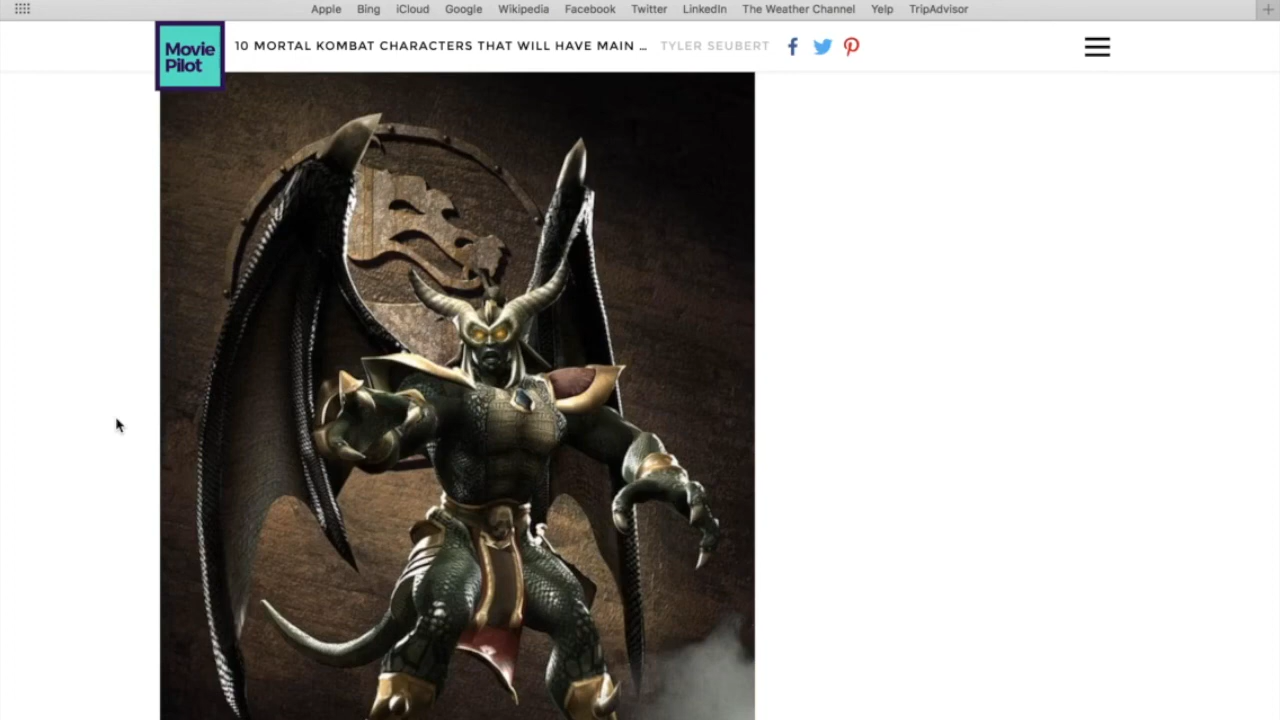 Apple Bing iCloud Google Wikipedia Facebook Twitter LinkedIn The Weather Channel Yelp TripAdvisor
Movie
Pilot
10 MORTAL KOMBAT CHARACTERS THAT WILL HAVE MAIN ... TYLER SEUBERT